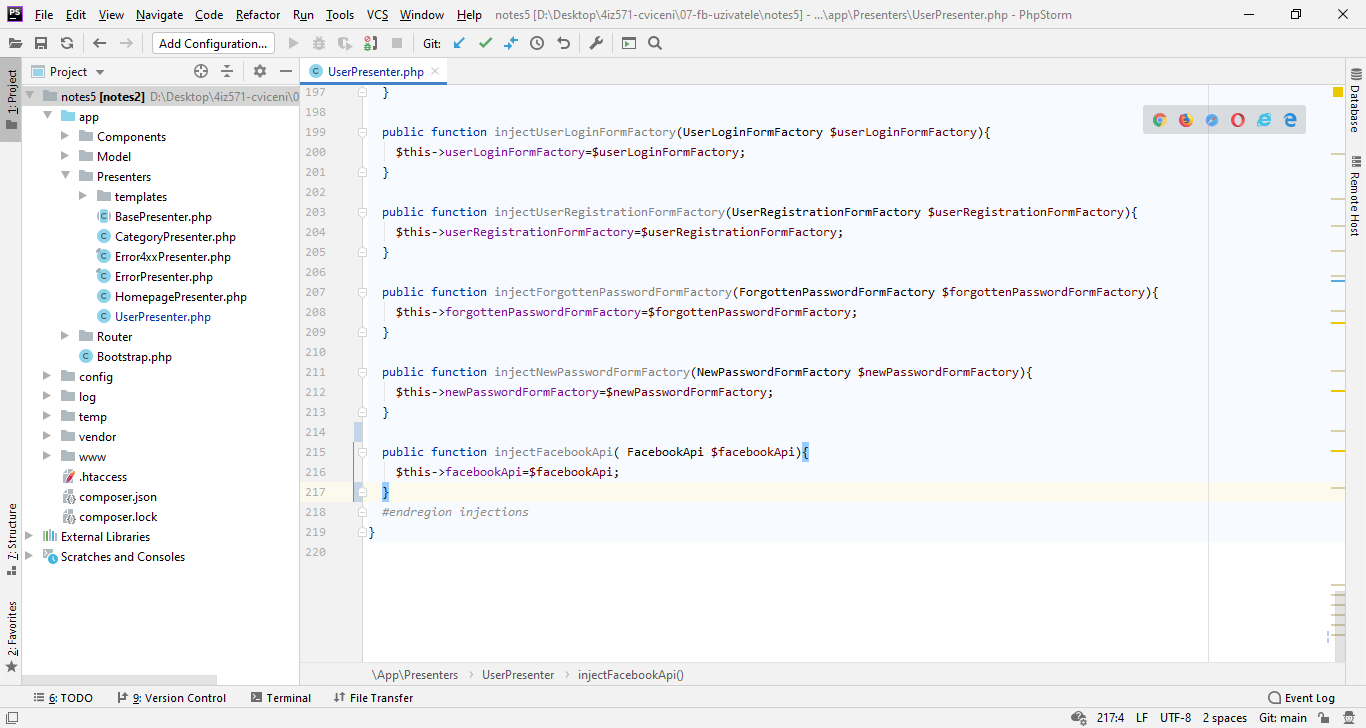 PS File Edit View Navigate Code Refactor Run Tools VCS Window Help notes5 [D:\Desktop\4iz571-cviceni\07-fb-uzivatele\notes5] - ...\app\Presenters\UserPresenter.php - PhpStorm
Add Configuration... Git:
1: Project
Project
UserPresenter.php
notes5 [notes2] D:\Desktop\4iz571-cviceni\0
app
Components
Model
Presenters
templates
BasePresenter.php
CategoryPresenter.php
Error4xxPresenter.php
ErrorPresenter.php
HomepagePresenter.php
UserPresenter.php
Router
Bootstrap.php
config
log
temp
vendor
www
.htaccess
composer.json
composer.lock
External Libraries
Scratches and Consoles
7: Structure
2: Favorites
197 }
198
199 public function injectUserLoginFormFactory(UserLoginFormFactory $userLoginFormFactory){
200 $this->userLoginFormFactory=$userLoginFormFactory;
201 }
202
203 public function injectUserRegistrationFormFactory(UserRegistrationFormFactory $userRegistrationFormFactory){
204 $this->userRegistrationFormFactory=$userRegistrationFormFactory;
205 }
206
207 public function injectForgottenPasswordFormFactory(ForgottenPasswordFormFactory $forgottenPasswordFormFactory){
208 $this->forgottenPasswordFormFactory=$forgottenPasswordFormFactory;
209 }
210
211 public function injectNewPasswordFormFactory(NewPasswordFormFactory $newPasswordFormFactory){
212 $this->newPasswordFormFactory=$newPasswordFormFactory;
213 }
214
215 public function injectFacebookApi( FacebookApi $facebookApi){
216 $this->facebookApi=$facebookApi;
217 }
218 #endregion injections
219 }
220
Database
Remote Host
\App\Presenters › UserPresenter › injectFacebookApi()
6: TODO 9: Version Control Terminal File Transfer Event Log
217:4 LF UTF-8 2 spaces Git: main